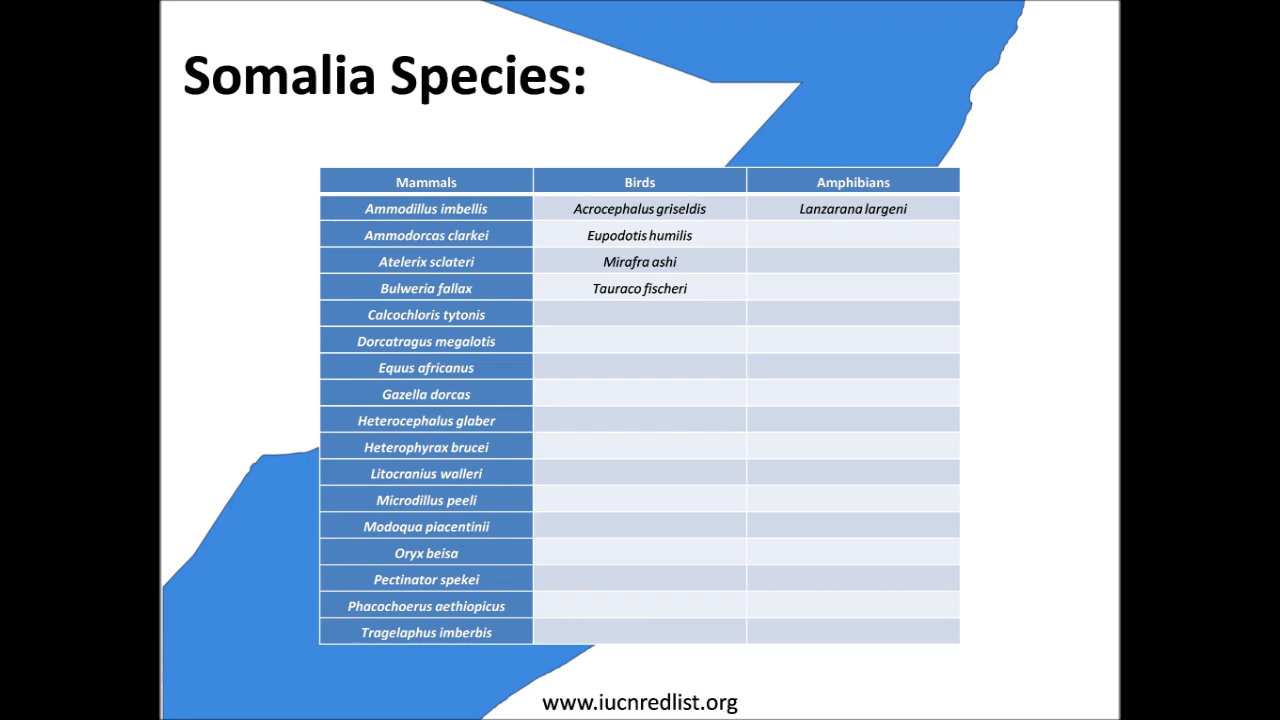 Somalia Species:
Mammals Birds Amphibians
Ammodillus imbellis Acrocephalus griseldis Lanzarana largeni
Ammodorcas clarkei Eupodotis humilis
Atelerix sclateri Mirafra ashi
Bulweria fallax Tauraco fischeri
Calcochloris tytonis
Dorcatragus megalotis
Equus africanus
Gazella dorcas
Heterocephalus glaber
Heterophyrax brucei
Litocranius walleri
Microdillus peeli
Modoqua piacentinii
Oryx beisa
Pectinator spekei
Phacochoerus aethiopicus
Tragelaphus imberbis
www.iucnredlist.org